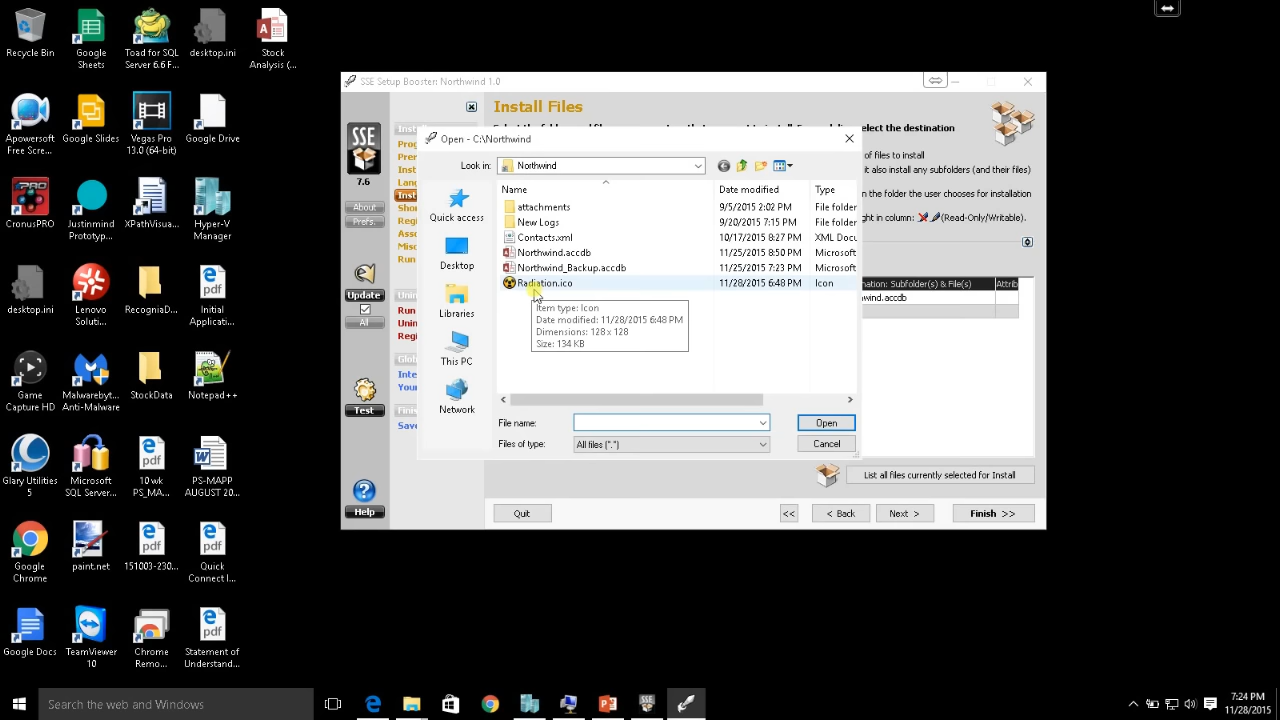 Recycle Bin
Google
Sheets
Toad for SQL
Server 6.6 F...
desktop.ini
Stock
Analysis (...
Apowersoft
Free Scre...
Google Slides
Vegas Pro
13.0 (64-bit)
Google Drive
CronusPRO
Justinmind
Prototyp...
XPathVisua...
Hyper-V
Manager
desktop.ini
Lenovo
Soluti...
RecogniaD...
Initial
Applicati...
Game
Capture HD
Malwarebyt...
Anti-Malware
StockData
Notepad++
Glary Utilities
5
Microsoft
SQL Server...
10 wk
PS_MA...
PS-MAPP
AUGUST 20...
Google
Chrome
paint.net
151003-230...
Quick
Connect I...
Google Docs
TeamViewer
10
Chrome
Remo...
Statement of
Understand...
SSE Setup Booster: Northwind 1.0
SSE
7.6
About
Prefs.
Update
All
Test
Help
Install Files
elect the destination
of files to install
it also install any subfolders (and their files)
n the folder the user chooses for installation
ght in column:
(Read-Only/Writable).
nation: Subfolder(s) & File(s)
Attrib
wind.accdb
List all files currently selected for Install
Quit
<<
< Back
Next >
Finish >>
Open - C:\Northwind
Look in:
Northwind
Quick access
Desktop
Libraries
This PC
Network
Name
Date modified
Type
attachments
9/5/2015 2:02 PM
File folder
New Logs
9/20/2015 7:15 PM
File folder
Contacts.xml
10/17/2015 8:27 PM
XML Docu
Northwind.accdb
11/25/2015 8:50 PM
Microsoft
Northwind_Backup.accdb
11/25/2015 7:23 PM
Microsoft
Radiation.ico
11/28/2015 6:48 PM
Icon
Item type: Icon
Date modified: 11/28/2015 6:48 PM
Dimensions: 128 x 128
Size: 134 KB
File name:
Open
Files of type:
All files (*.*)
Cancel
Search the web and Windows
7:24 PM
11/28/2015